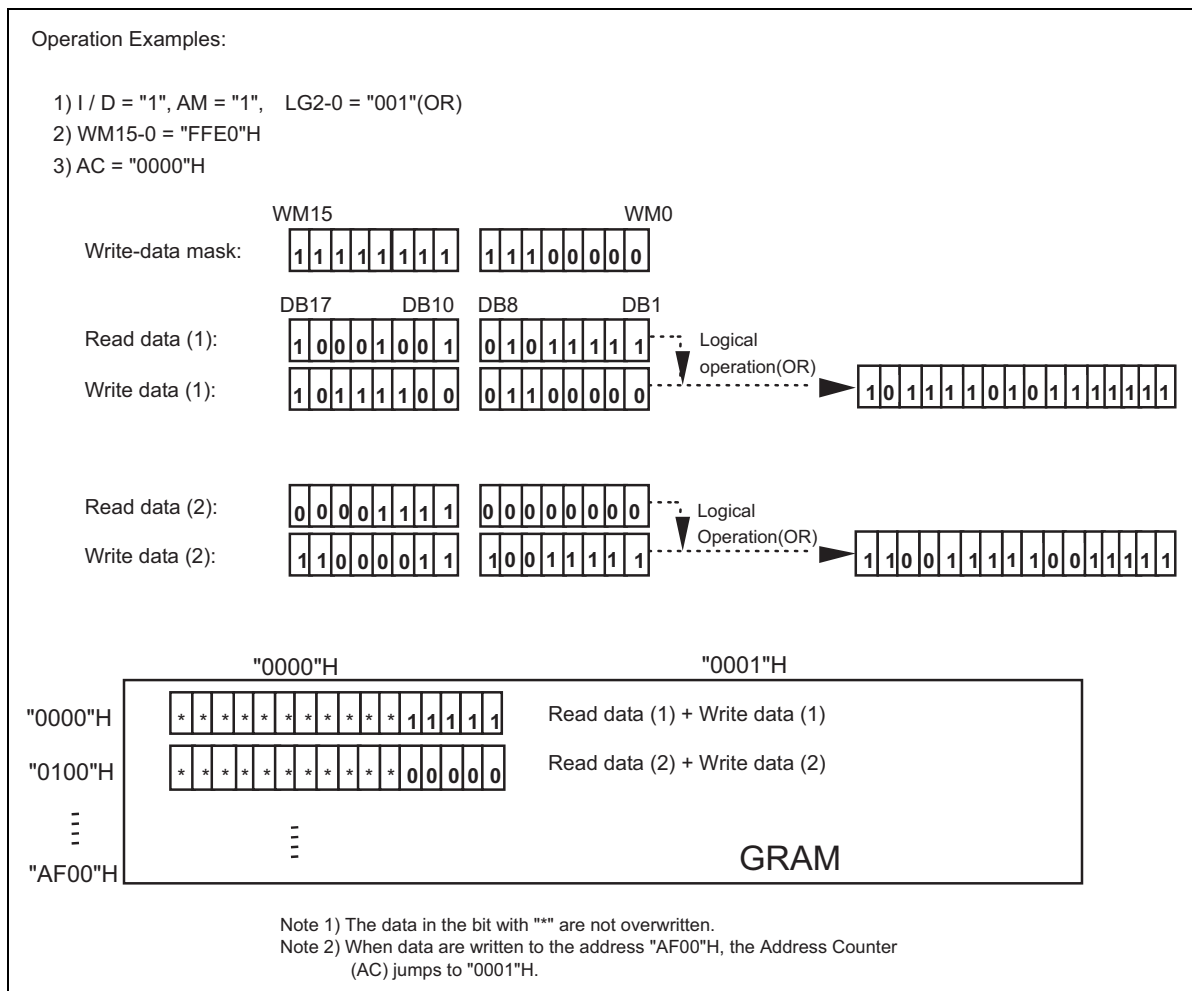 Operation Examples:
1) I / D = "1", AM = "1", LG2-0 = "001"(OR)
2) WM15-0 = "FFE0"H
3) AC = "0000"H
WM15 WM0
Write-data mask: 1 1 1 1 1 1 1 1 1 1 1 0 0 0 0 0
DB17 DB10 DB8 DB1
Read data (1): 1 0 0 0 1 0 0 1 0 1 0 1 1 1 1 1
Logical
operation(OR)
Write data (1): 1 0 1 1 1 1 0 0 0 1 1 0 0 0 0 0
1 0 1 1 1 1 0 1 0 1 1 1 1 1 1 1
Read data (2): 0 0 0 0 1 1 1 1 0 0 0 0 0 0 0 0
Logical
Operation(OR)
Write data (2): 1 1 0 0 0 0 1 1 1 0 0 1 1 1 1 1
1 1 0 0 1 1 1 1 1 0 0 1 1 1 1 1
"0000"H "0001"H
"0000"H * * * * * * * * * * * 1 1 1 1 1 Read data (1) + Write data (1)
"0100"H * * * * * * * * * * * 0 0 0 0 0 Read data (2) + Write data (2)
"AF00"H
GRAM
Note 1) The data in the bit with "*" are not overwritten.
Note 2) When data are written to the address "AF00"H, the Address Counter
(AC) jumps to "0001"H.